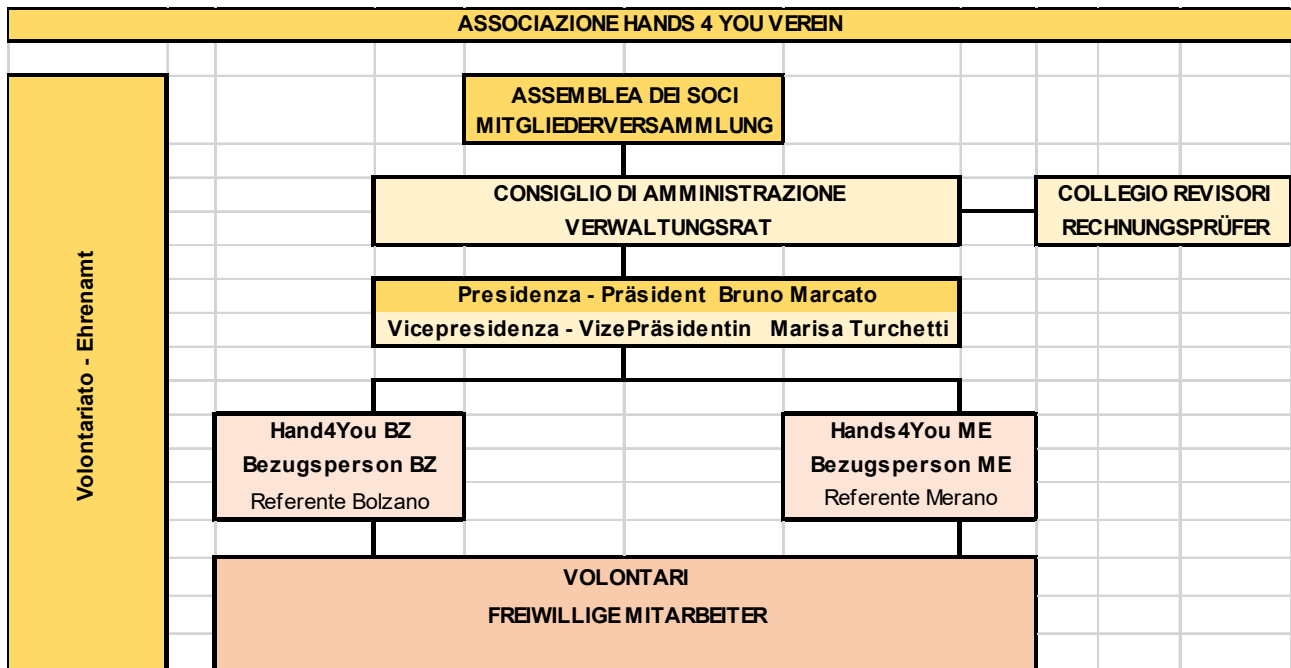 ASSOCIAZIONE HANDS 4 YOU VEREIN
Volontariato - Ehrenamt
ASSEMBLEA DEI SOCI
MITGLIEDERVERSAMMLUNG
CONSIGLIO DI AMMINISTRAZIONE
VERWALTUNGSRAT
COLLEGIO REVISORI
RECHNUNGSPRÜFER
Presidenza - Präsident Bruno Marcato
Vicepresidenza - VizePräsidentin Marisa Turchetti
Hand4You BZ
Bezugsperson BZ
Referente Bolzano
Hands4You ME
Bezugsperson ME
Referente Merano
VOLONTARI
FREIWILLIGE MITARBEITER